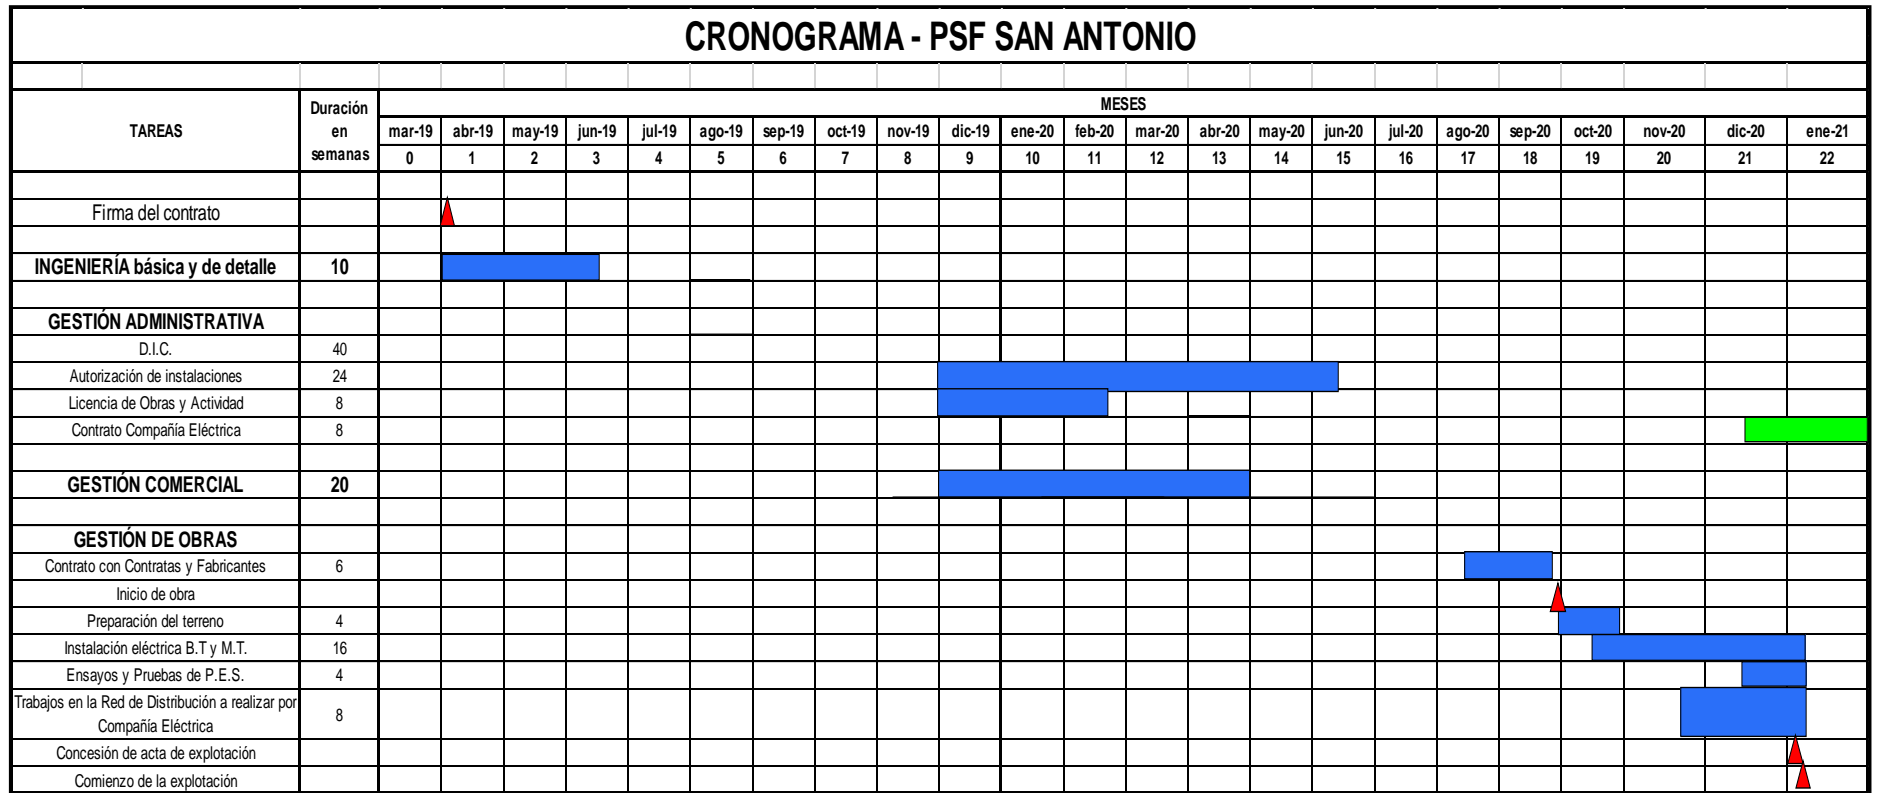 CRONOGRAMA - PSF SAN ANTONIO
TAREAS
Duración
en
semanas
MESES
mar-19 abr-19 may-19 jun-19 jul-19 ago-19 sep-19 oct-19 nov-19 dic-19 ene-20 feb-20 mar-20 abr-20 may-20 jun-20 jul-20 ago-20 sep-20 oct-20 nov-20 dic-20 ene-21
0 1 2 3 4 5 6 7 8 9 10 11 12 13 14 15 16 17 18 19 20 21 22
Firma del contrato
INGENIERÍA básica y de detalle 10
GESTIÓN ADMINISTRATIVA
D.I.C. 40
Autorización de instalaciones 24
Licencia de Obras y Actividad 8
Contrato Compañía Eléctrica 8
GESTIÓN COMERCIAL 20
GESTIÓN DE OBRAS
Contrato con Contratas y Fabricantes 6
Inicio de obra
Preparación del terreno 4
Instalación eléctrica B.T y M.T. 16
Ensayos y Pruebas de P.E.S. 4
Trabajos en la Red de Distribución a realizar por
Compañía Eléctrica 8
Concesión de acta de explotación
Comienzo de la explotación